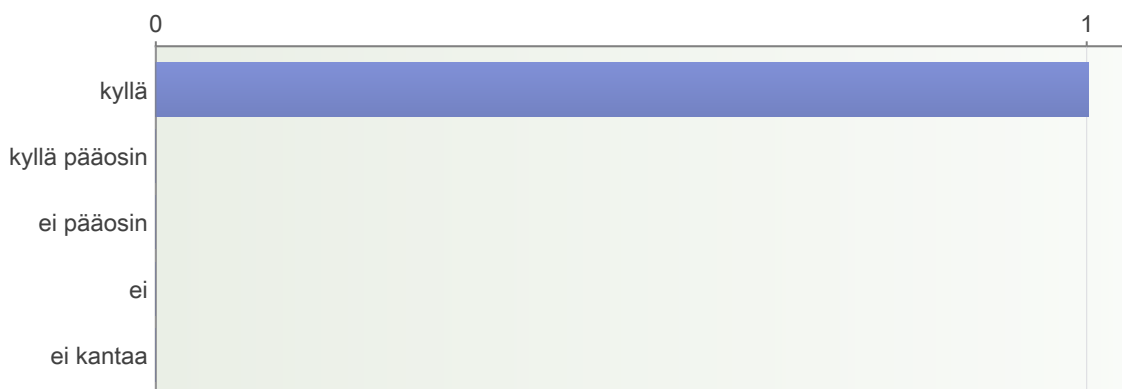 0 1
kyllä
kyllä pääosin
ei pääosin
ei
ei kantaa